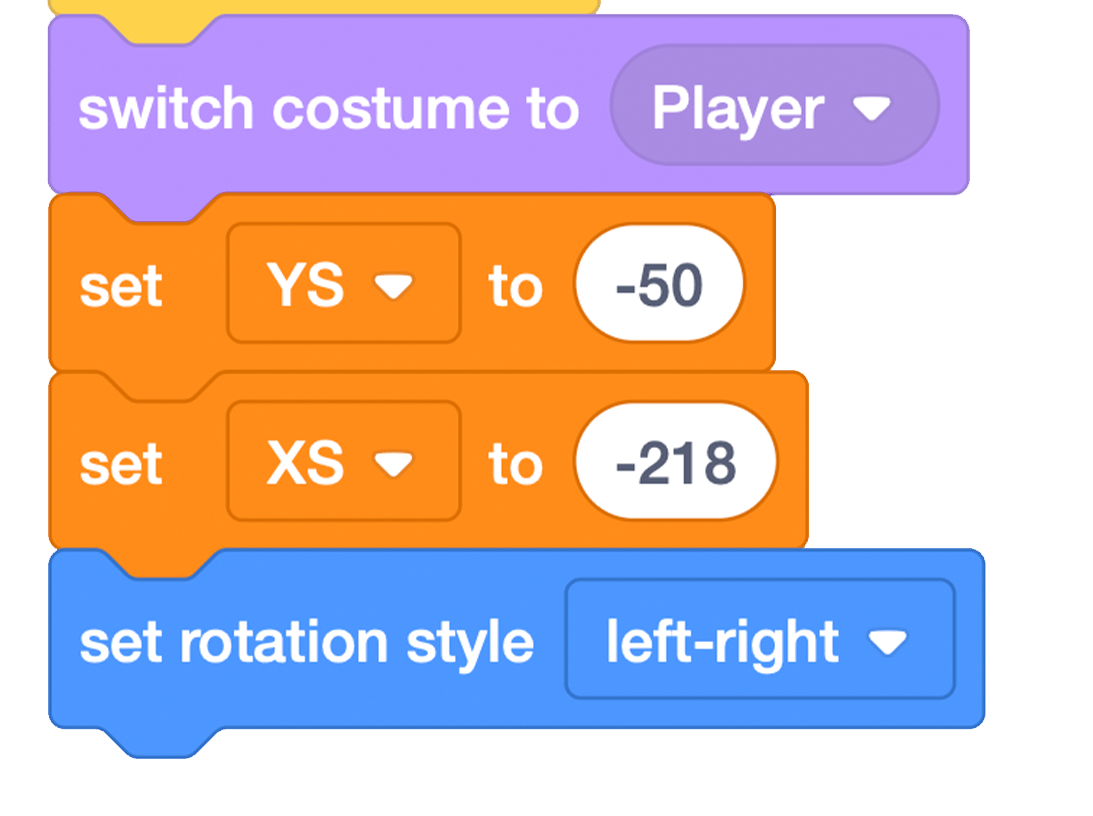 switch costume to Player
set YS to -50
set XS to -218
set rotation style left-right